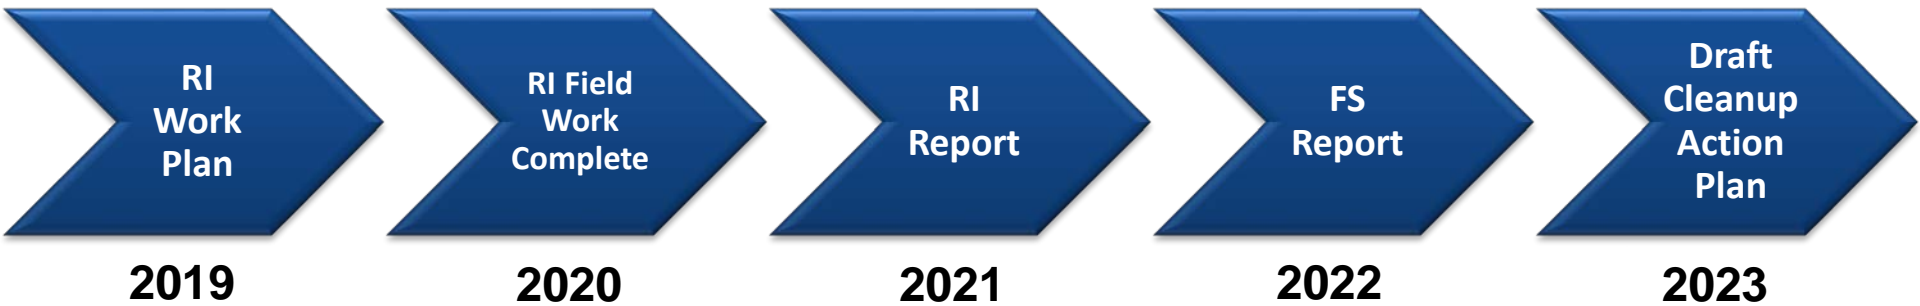 RI
Work
Plan
RI Field
Work
Complete
RI
Report
FS
Report
Draft
Cleanup
Action
Plan
2019
2020
2021
2022
2023